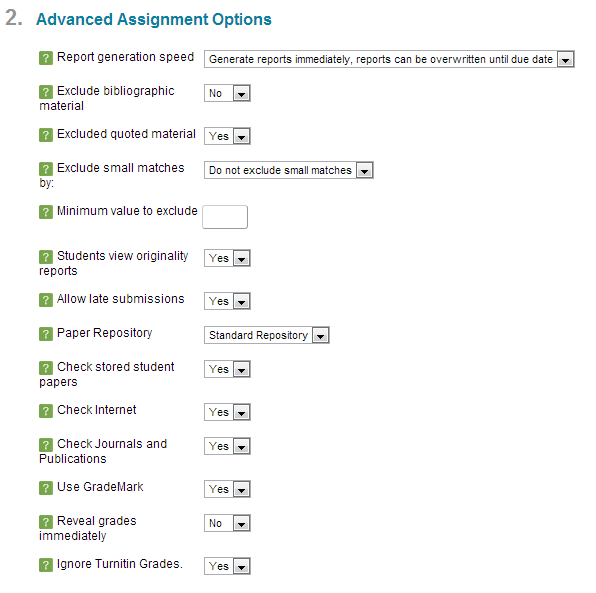 2. Advanced Assignment Options
? Report generation speed Generate reports immediately, reports can be overwritten until due date
? Exclude bibliographic No
material
? Excluded quoted material Yes
? Exclude small matches Do not exclude small matches
by:
? Minimum value to exclude
? Students view originality Yes
reports
? Allow late submissions Yes
? Paper Repository Standard Repository
? Check stored student Yes
papers
? Check Internet Yes
? Check Journals and Yes
Publications
? Use GradeMark Yes
? Reveal grades No
immediately
? Ignore Turnitin Grades. Yes